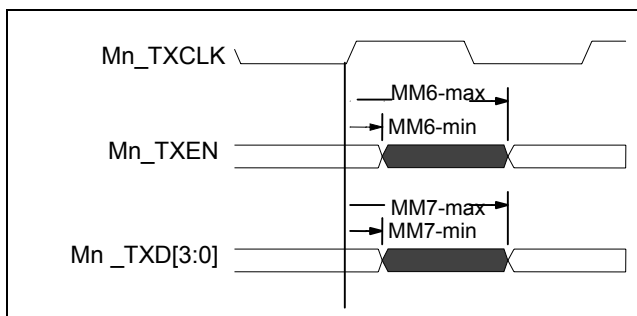 Mn_TXCLK
MM6-max
MM6-min
Mn_TXEN
MM7-max
MM7-min
Mn _TXD[3:0]